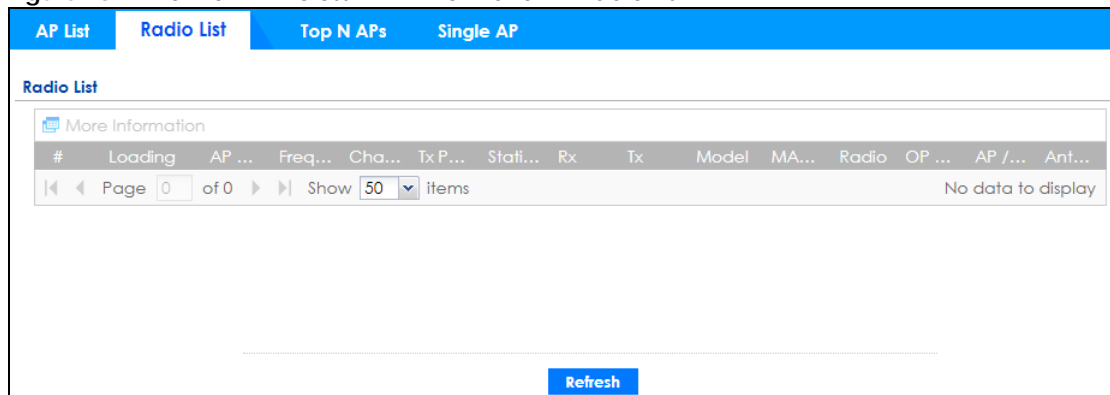 AP List Radio List Top N APs Single AP
Radio List
More Information
# Loading AP ... Freq... Cha... Tx P... Stati... Rx Tx Model MA... Radio OP ... AP /... Ant...
Page 0 of 0 Show 50 items No data to display
Refresh